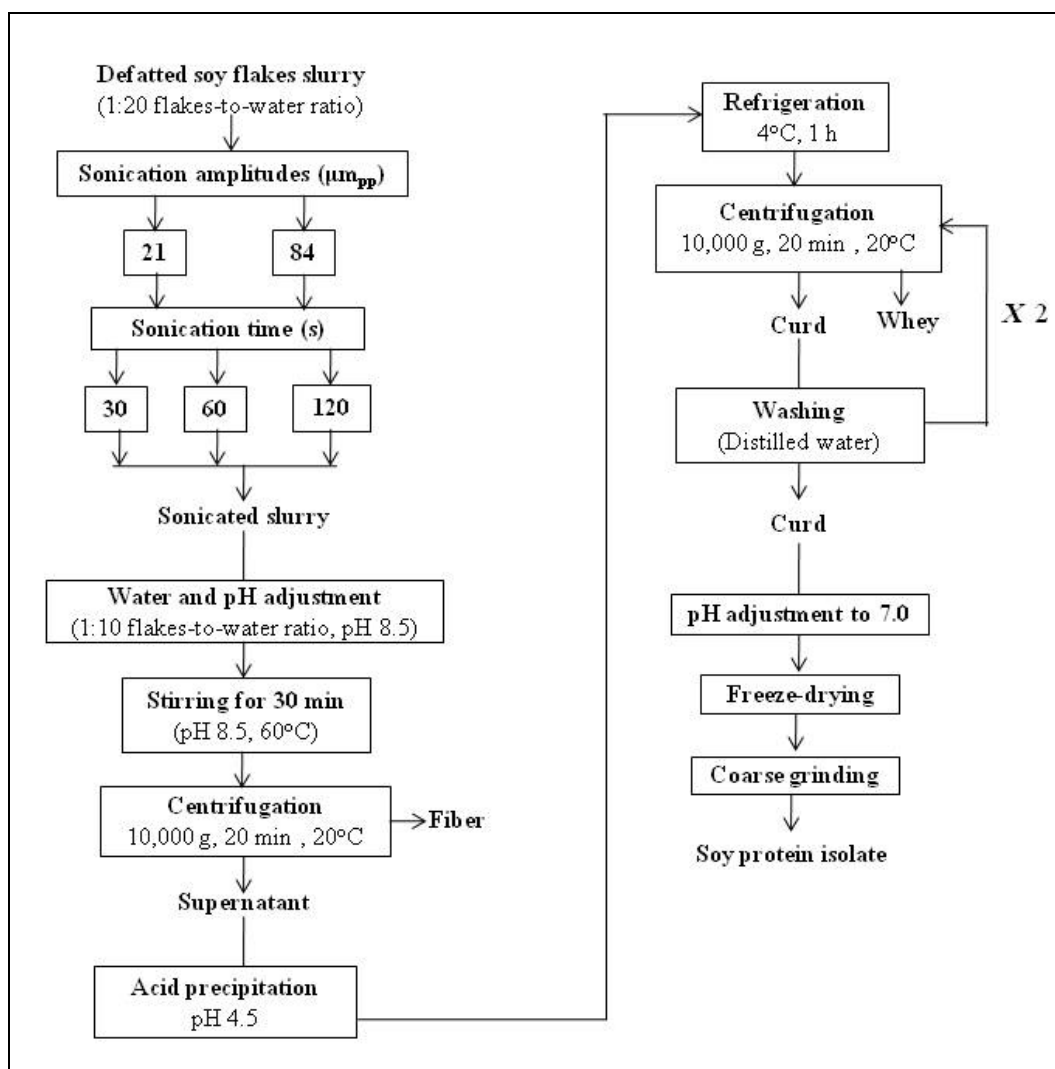 Defatted soy flakes slurry
(1:20 flakes-to-water ratio)
Sonication amplitudes (µmpp)
21
84
Sonication time (s)
30
60
120
Sonicated slurry
Water and pH adjustment
(1:10 flakes-to-water ratio, pH 8.5)
Stirring for 30 min
(pH 8.5, 60°C)
Centrifugation
10,000 g, 20 min , 20°C
Fiber
Supernatant
Acid precipitation
pH 4.5
Refrigeration
4°C, 1 h
Centrifugation
10,000 g, 20 min , 20°C
Curd
Whey
X 2
Washing
(Distilled water)
Curd
pH adjustment to 7.0
Freeze-drying
Coarse grinding
Soy protein isolate